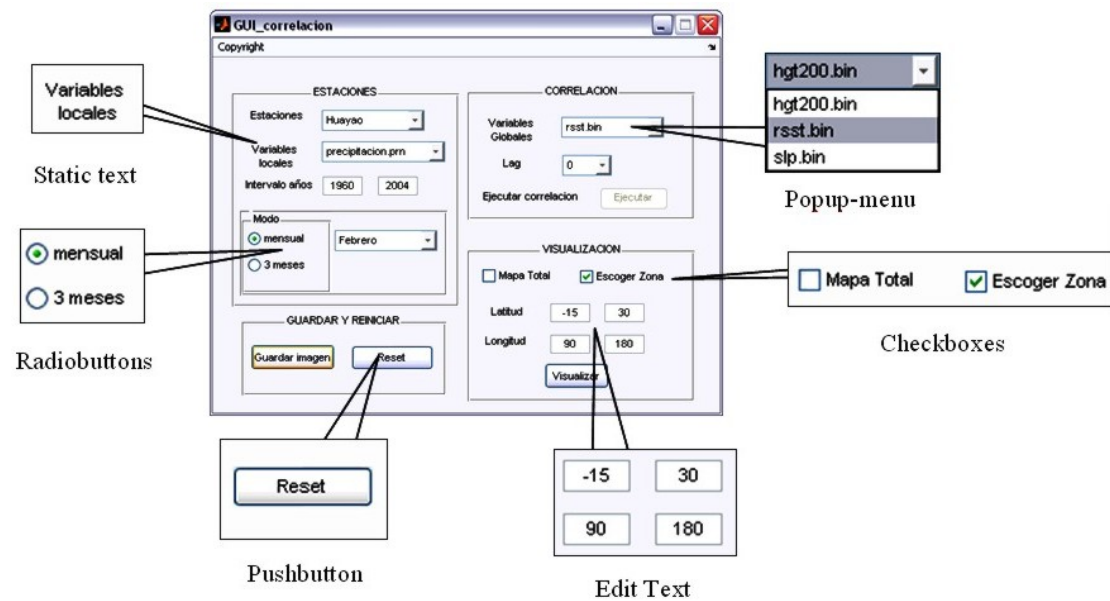 GUI_correlacion
Copyright
Variables
locales
Static text
mensual
3 meses
Radiobuttons
ESTACIONES
Estaciones
Huayao
Variables
locales
precipitacion.prn
Intervalo años
1960
2004
Modo
mensual
3 meses
Febrero
GUARDAR Y REINICIAR
Guardar imagen
Reset
CORRELACION
Variables
Globales
rsst.bin
Lag
0
Ejecutar correlacion
Ejecutar
VISUALIZACION
Mapa Total
Escoger Zona
Latitud
-15
30
Longitud
90
180
Visualizar
hgt200.bin
hgt200.bin
rsst.bin
slp.bin
Popup-menu
Mapa Total
Escoger Zona
Checkboxes
Reset
Pushbutton
-15
30
90
180
Edit Text